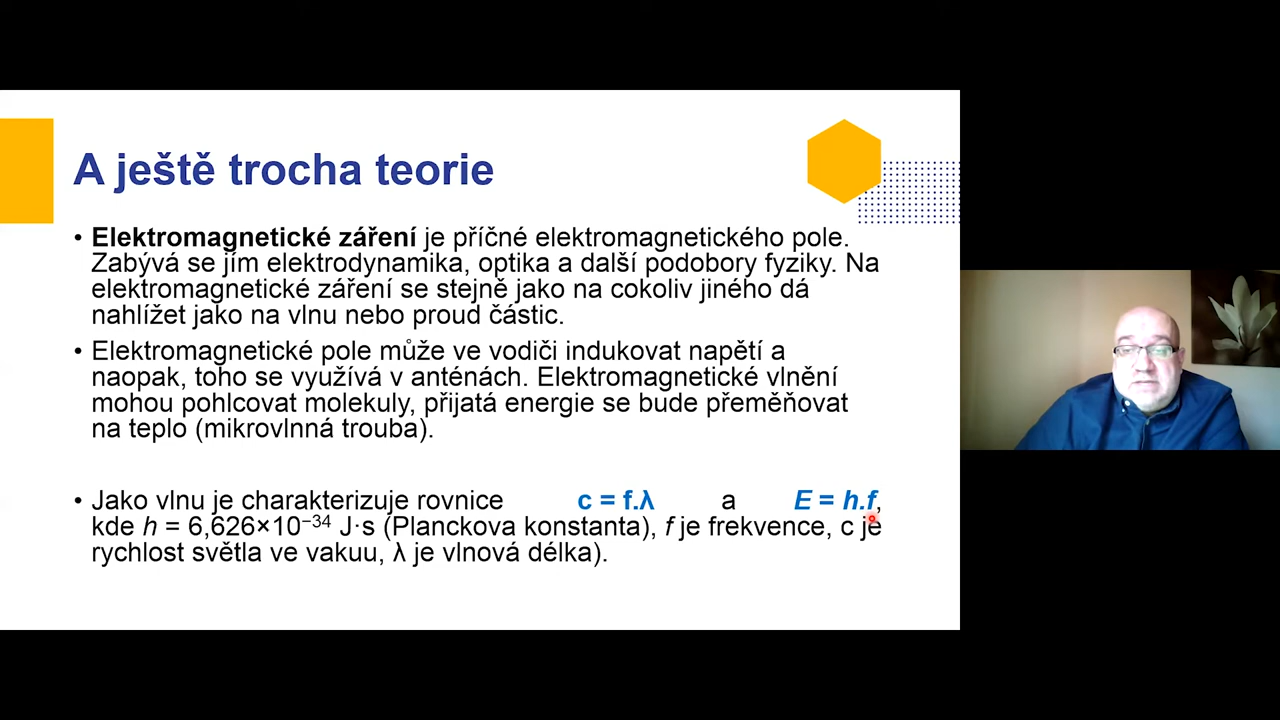 A ještě trocha teorie
• Elektromagnetické záření je příčné elektromagnetického pole.
Zabývá se jím elektrodynamika, optika a další podobory fyziky. Na
elektromagnetické záření se stejně jako na cokoliv jiného dá
nahlížet jako na vlnu nebo proud částic.
• Elektromagnetické pole může ve vodiči indukovat napětí a
naopak, toho se využívá v anténách. Elektromagnetické vlnění
mohou pohlcovat molekuly, přijatá energie se bude přeměňovat
na teplo (mikrovlnná trouba).
• Jako vlnu je charakterizuje rovnice c = f.λ a E = h.f,
kde h = 6,626×10⁻³⁴ J·s (Planckova konstanta), f je frekvence, c je
rychlost světla ve vakuu, λ je vlnová délka).